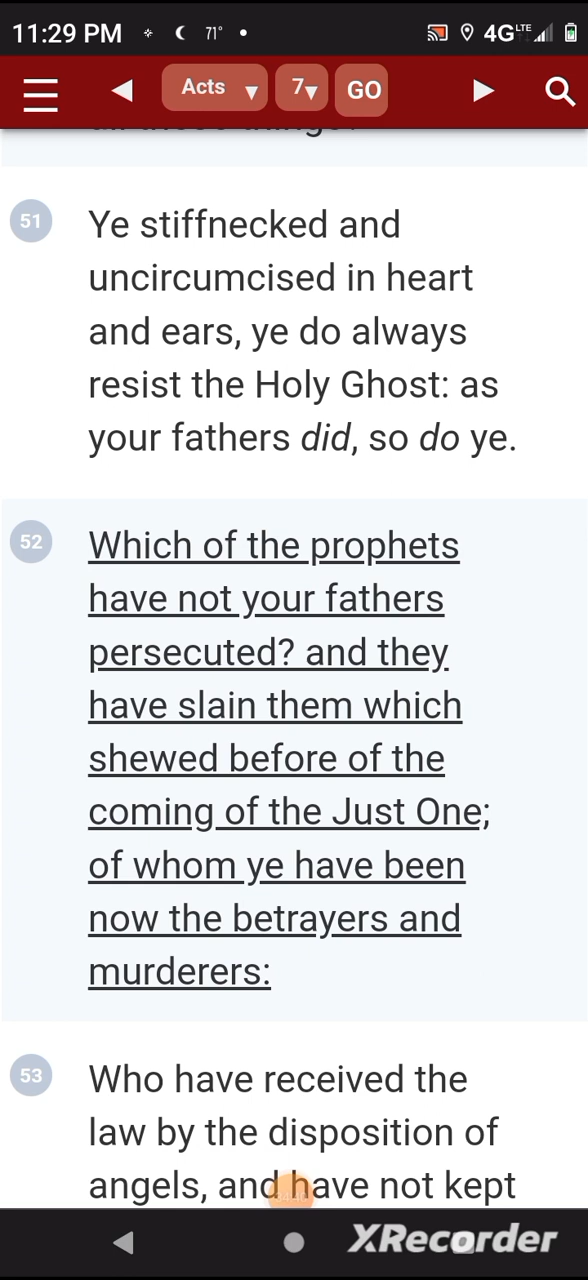 11:29 PM 71° 4G LTE
Acts 7 GO
51 Ye stiffnecked and
uncircumcised in heart
and ears, ye do always
resist the Holy Ghost: as
your fathers did, so do ye.
52 Which of the prophets
have not your fathers
persecuted? and they
have slain them which
shewed before of the
coming of the Just One;
of whom ye have been
now the betrayers and
murderers:
53 Who have received the
law by the disposition of
angels, and have not kept
XRecorder